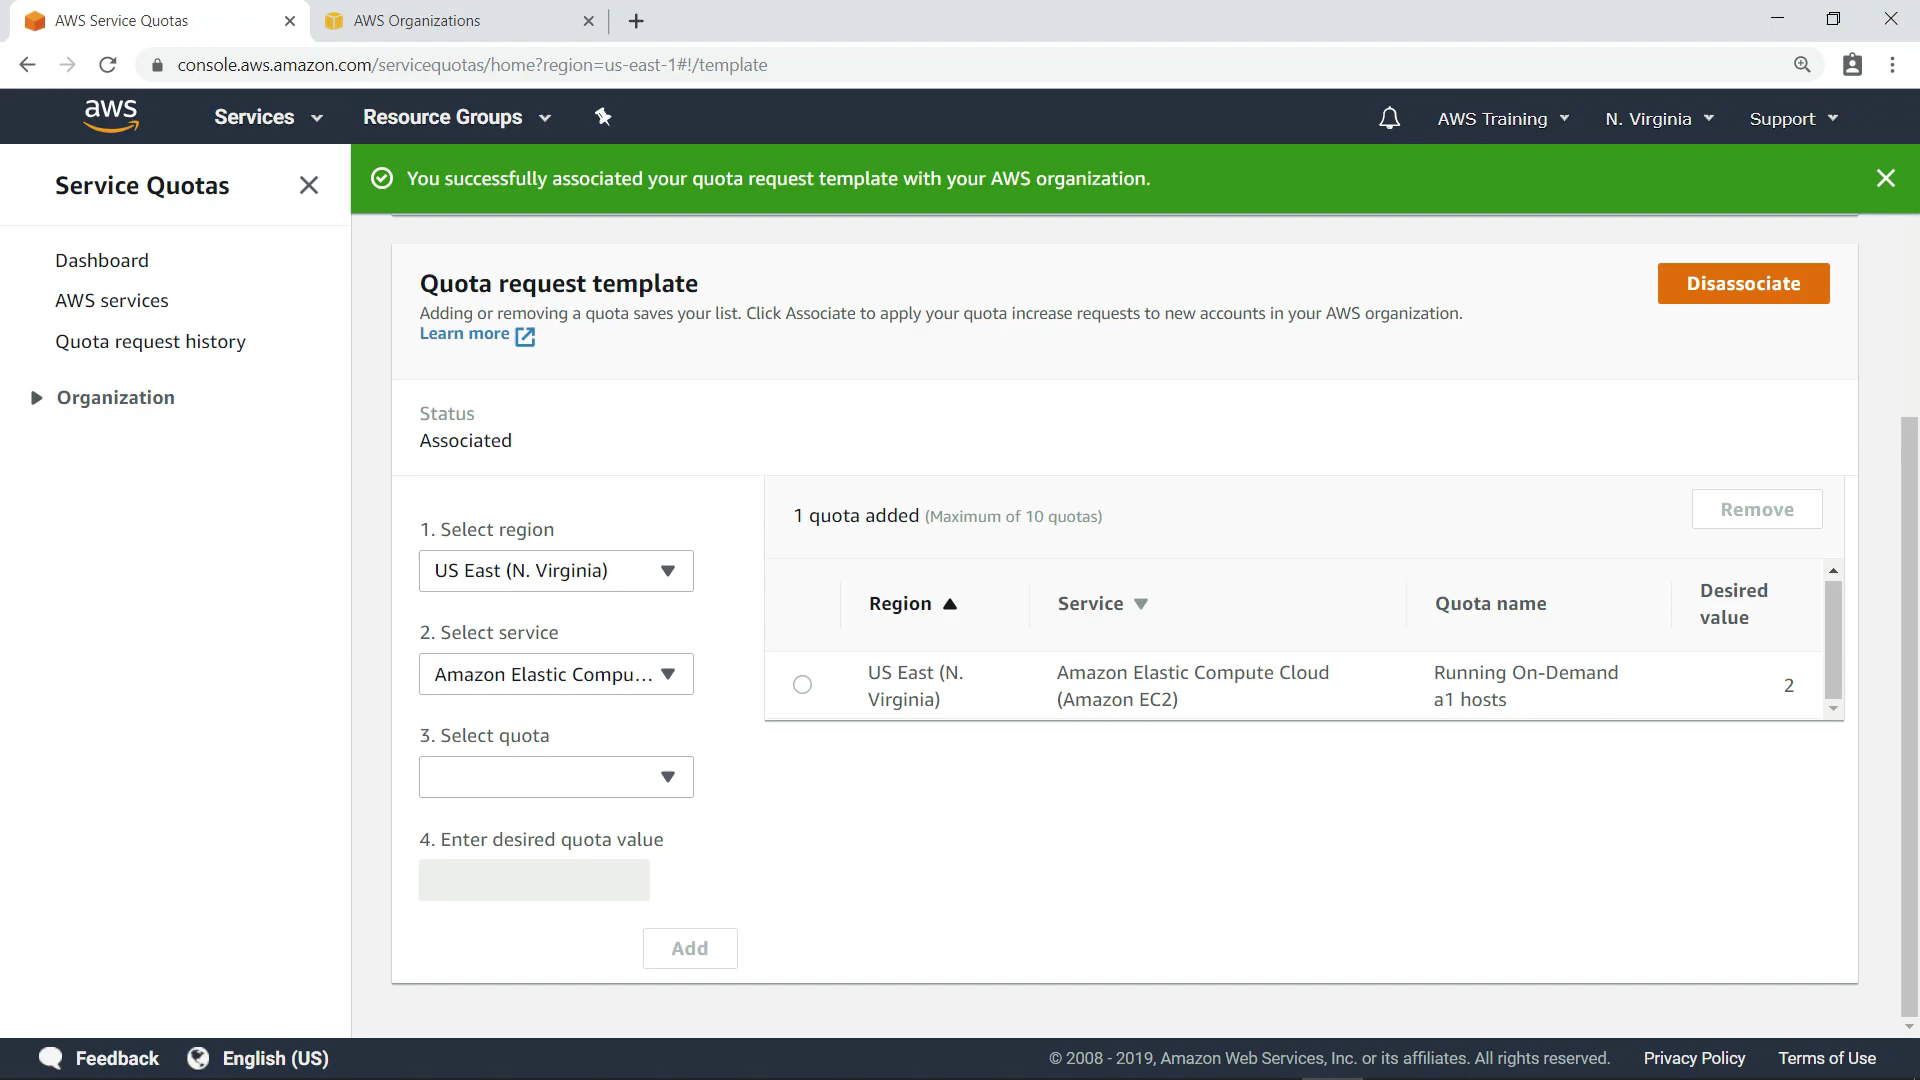 AWS Service Quotas
AWS Organizations
console.aws.amazon.com/servicequotas/home?region=us-east-1#!/template
aws
Services
Resource Groups
AWS Training
N. Virginia
Support
Service Quotas
Dashboard
AWS services
Quota request history
Organization
You successfully associated your quota request template with your AWS organization.
Quota request template
Disassociate
Adding or removing a quota saves your list. Click Associate to apply your quota increase requests to new accounts in your AWS organization.
Learn more
Status
Associated
1. Select region
US East (N. Virginia)
2. Select service
Amazon Elastic Compu...
3. Select quota
4. Enter desired quota value
Add
1 quota added (Maximum of 10 quotas)
Remove
Region
Service
Quota name
Desired
value
US East (N.
Virginia)
Amazon Elastic Compute Cloud
(Amazon EC2)
Running On-Demand
a1 hosts
2
Feedback
English (US)
© 2008 - 2019, Amazon Web Services, Inc. or its affiliates. All rights reserved.
Privacy Policy
Terms of Use